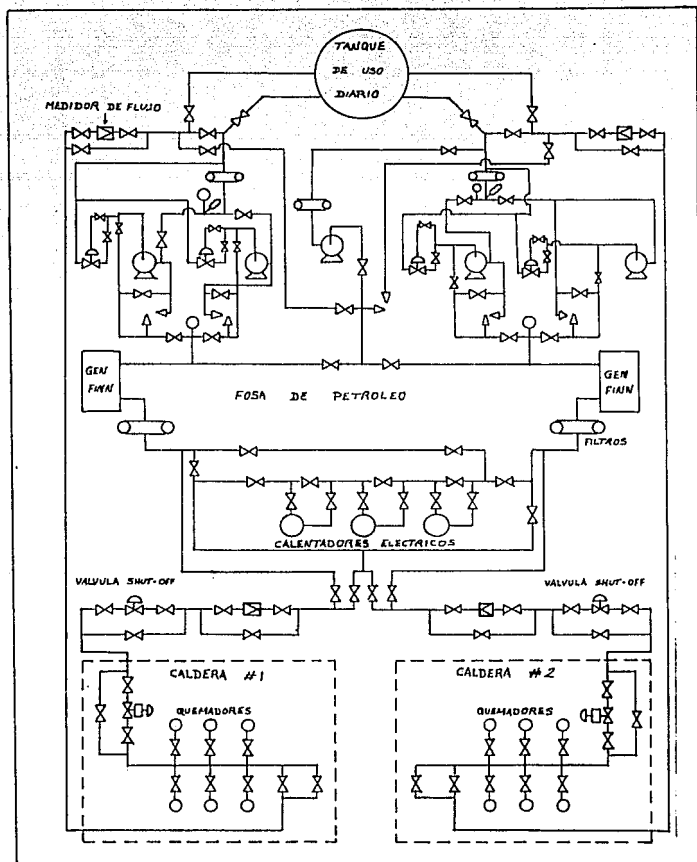 TANQUE
DE USO
DIARIO
MEDIDOR DE FLUJO
GEN
FINN
GEN
FINN
FOSA DE PETROLEO
FILTROS
CALENTADORES ELECTRICOS
VALVULA SHUT-OFF
VALVULA SHUT-OFF
CALDERA #1
CALDERA #2
QUEMADORES
QUEMADORES